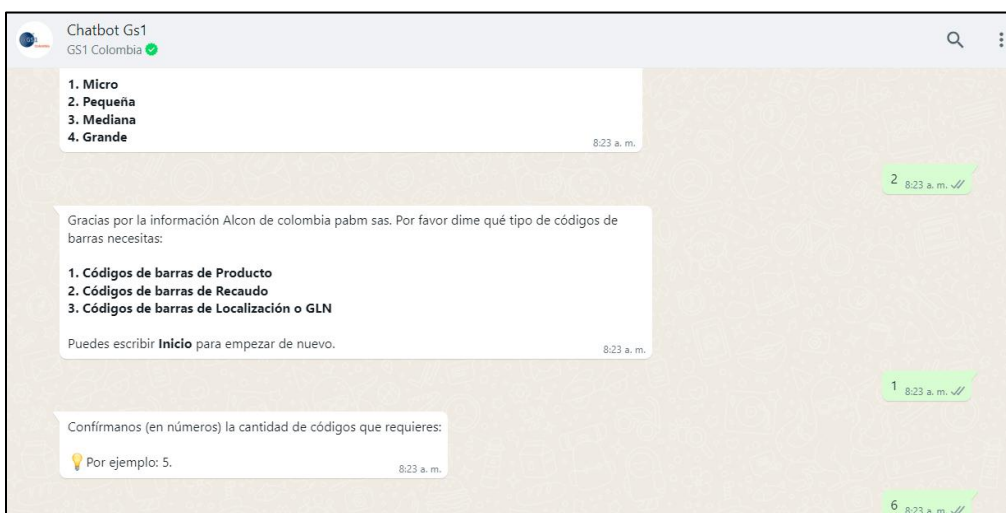 Chatbot Gs1
GS1 Colombia
1. Micro
2. Pequeña
3. Mediana
4. Grande
8:23 a. m.
2 8:23 a. m.
Gracias por la información Alcon de colombia pabm sas. Por favor dime qué tipo de códigos de
barras necesitas:
1. Códigos de barras de Producto
2. Códigos de barras de Recaudo
3. Códigos de barras de Localización o GLN
Puedes escribir Inicio para empezar de nuevo.
8:23 a. m.
1 8:23 a. m.
Confírmanos (en números) la cantidad de códigos que requieres:
Por ejemplo: 5.
8:23 a. m.
6 8:23 a. m.